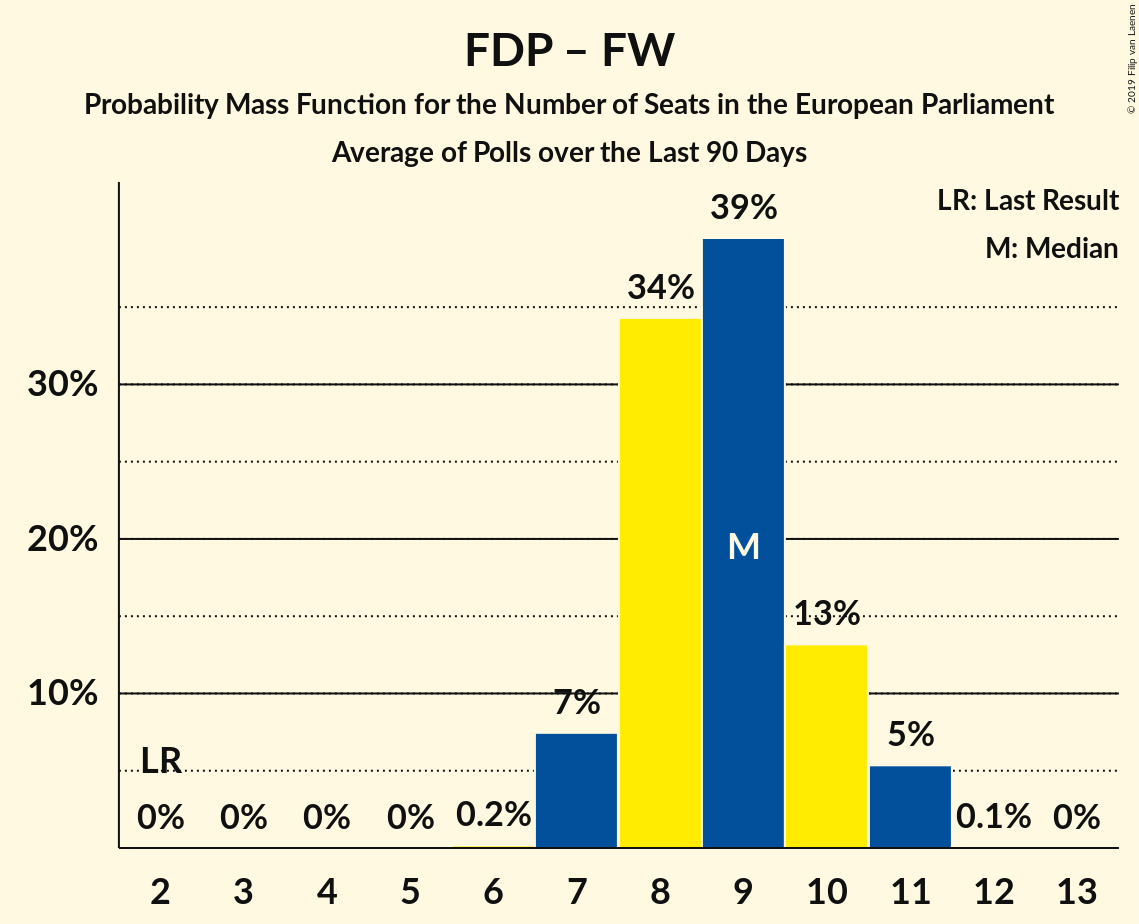 FDP – FW
Probability Mass Function for the Number of Seats in the European Parliament
Average of Polls over the Last 90 Days
© 2019 Filip van Laenen
LR: Last Result
M: Median
39%
34%
30%
20%
M
13%
10%
7%
5%
LR
0%
0%
0%
0%
0.2%
0.1%
0%
2 3 4 5 6 7 8 9 10 11 12 13